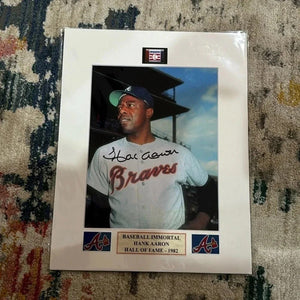 Hank Aaron
Braves
BASEBALL IMMORTAL
HANK AARON
HALL OF FAME - 1982